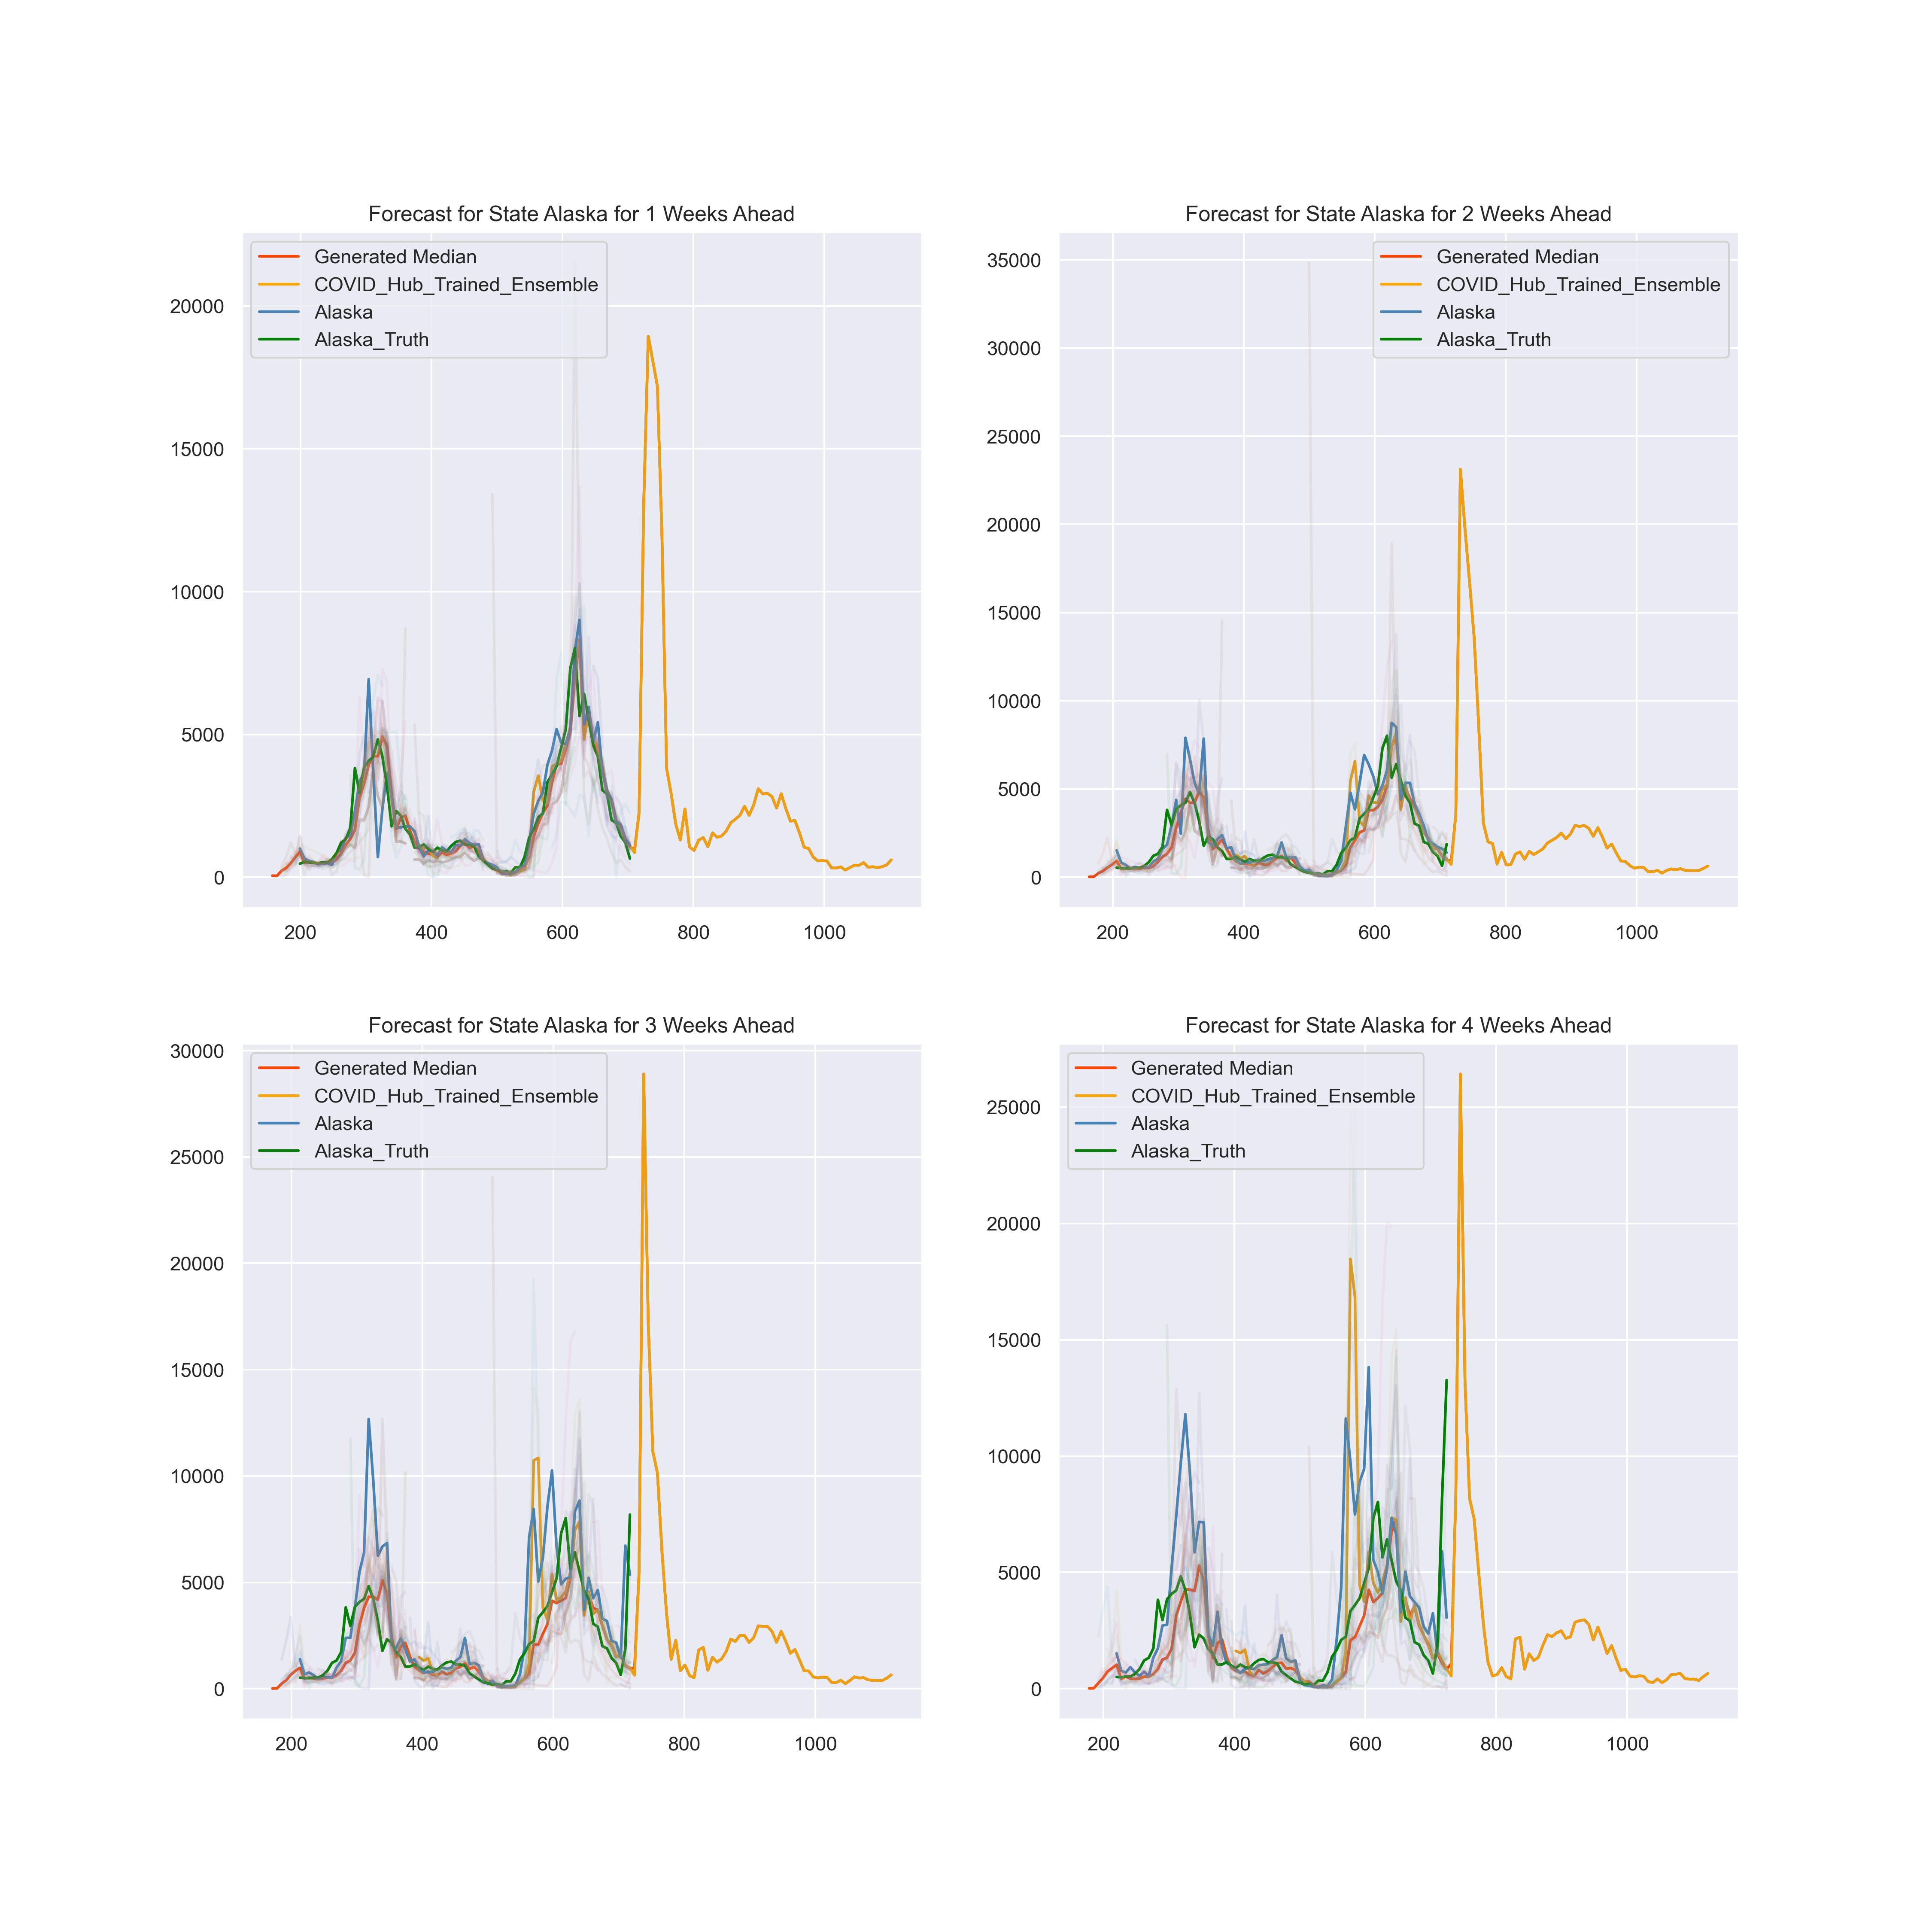 Forecast for State Alaska for 1 Weeks Ahead
Generated Median
COVID_Hub_Trained_Ensemble
Alaska
Alaska_Truth
20000
15000
10000
5000
0
200 400 600 800 1000
Forecast for State Alaska for 2 Weeks Ahead
Generated Median
COVID_Hub_Trained_Ensemble
Alaska
Alaska_Truth
35000
30000
25000
20000
15000
10000
5000
0
200 400 600 800 1000
Forecast for State Alaska for 3 Weeks Ahead
Generated Median
COVID_Hub_Trained_Ensemble
Alaska
Alaska_Truth
30000
25000
20000
15000
10000
5000
0
200 400 600 800 1000
Forecast for State Alaska for 4 Weeks Ahead
Generated Median
COVID_Hub_Trained_Ensemble
Alaska
Alaska_Truth
25000
20000
15000
10000
5000
0
200 400 600 800 1000